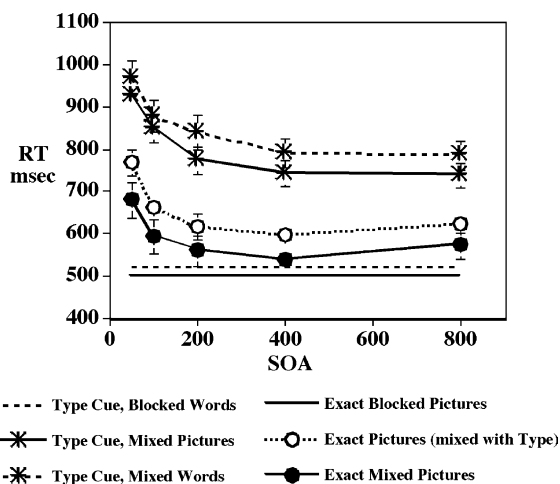 1100
1000
900
RT 800
msec
700
600
500
400
0 200 400 600 800
SOA
Type Cue, Blocked Words Exact Blocked Pictures
Type Cue, Mixed Pictures Exact Pictures (mixed with Type)
Type Cue, Mixed Words Exact Mixed Pictures